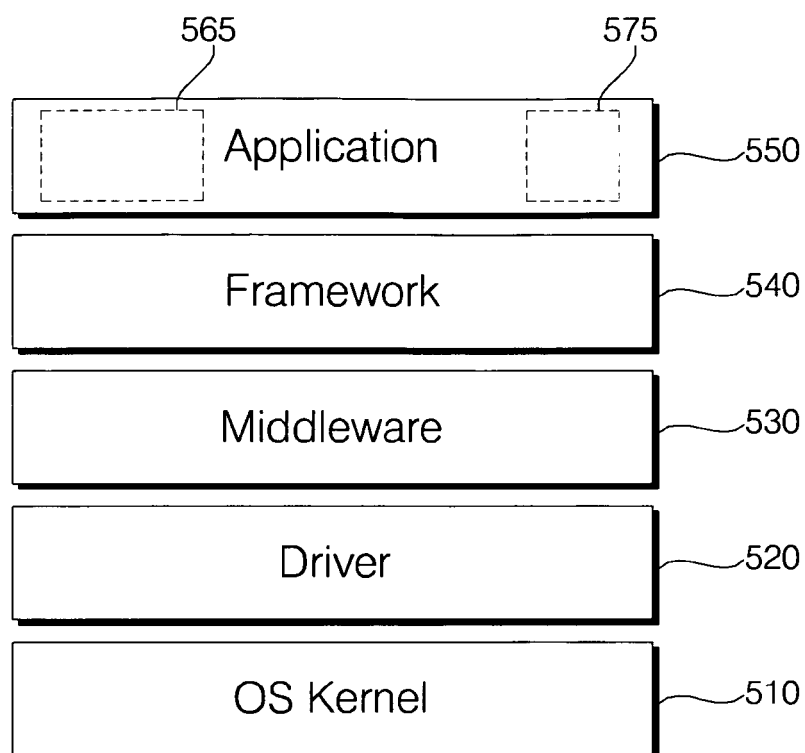 565 575
Application 550
Framework 540
Middleware 530
Driver 520
OS Kernel 510